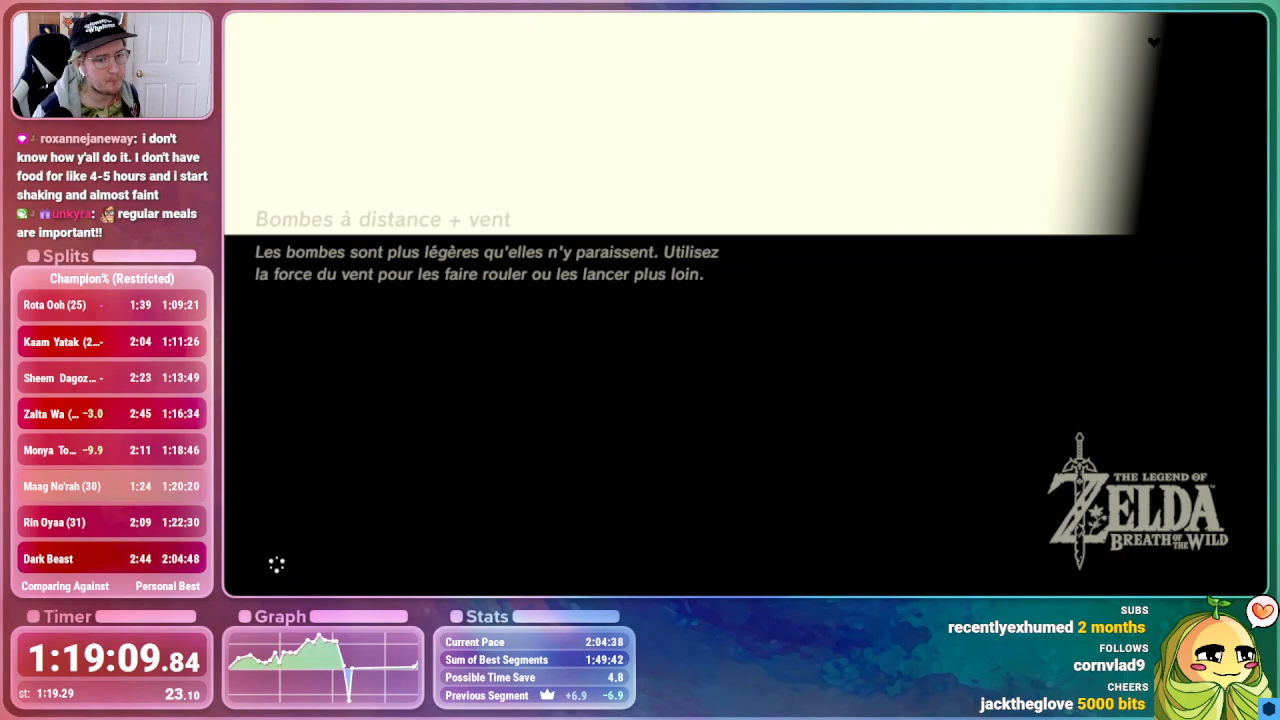 roxannejaneway: i don't
know how y'all do it. I don't have
food for like 4-5 hours and i start
shaking and almost faint
unkyra: regular meals
are important!!
Splits
Champion% (Restricted)
Rota Ooh (25) - 1:39 1:09:21
Kaam Yatak (2...- 2:04 1:11:26
Sheem Dagoz... - 2:23 1:13:49
Zalta Wa (... −3.0 2:45 1:16:34
Monya To... −9.9 2:11 1:18:46
Maag No'rah (30) 1:24 1:20:20
Rin Oyaa (31) 2:09 1:22:30
Dark Beast 2:44 2:04:48
Comparing Against Personal Best
Bombes à distance + vent
Les bombes sont plus légères qu'elles n'y paraissent. Utilisez
la force du vent pour les faire rouler ou les lancer plus loin.
THE LEGEND OF
ZELDA
BREATH OF THE WILD
Timer
1:19:09.84
st: 1:19.29 23.10
Graph
Stats
Current Pace 2:04:38
Sum of Best Segments 1:49:42
Possible Time Save 4.8
Previous Segment +6.9 −6.9
SUBS
recentlyexhumed 2 months
FOLLOWS
cornvlad9
CHEERS
jacktheglove 5000 bits